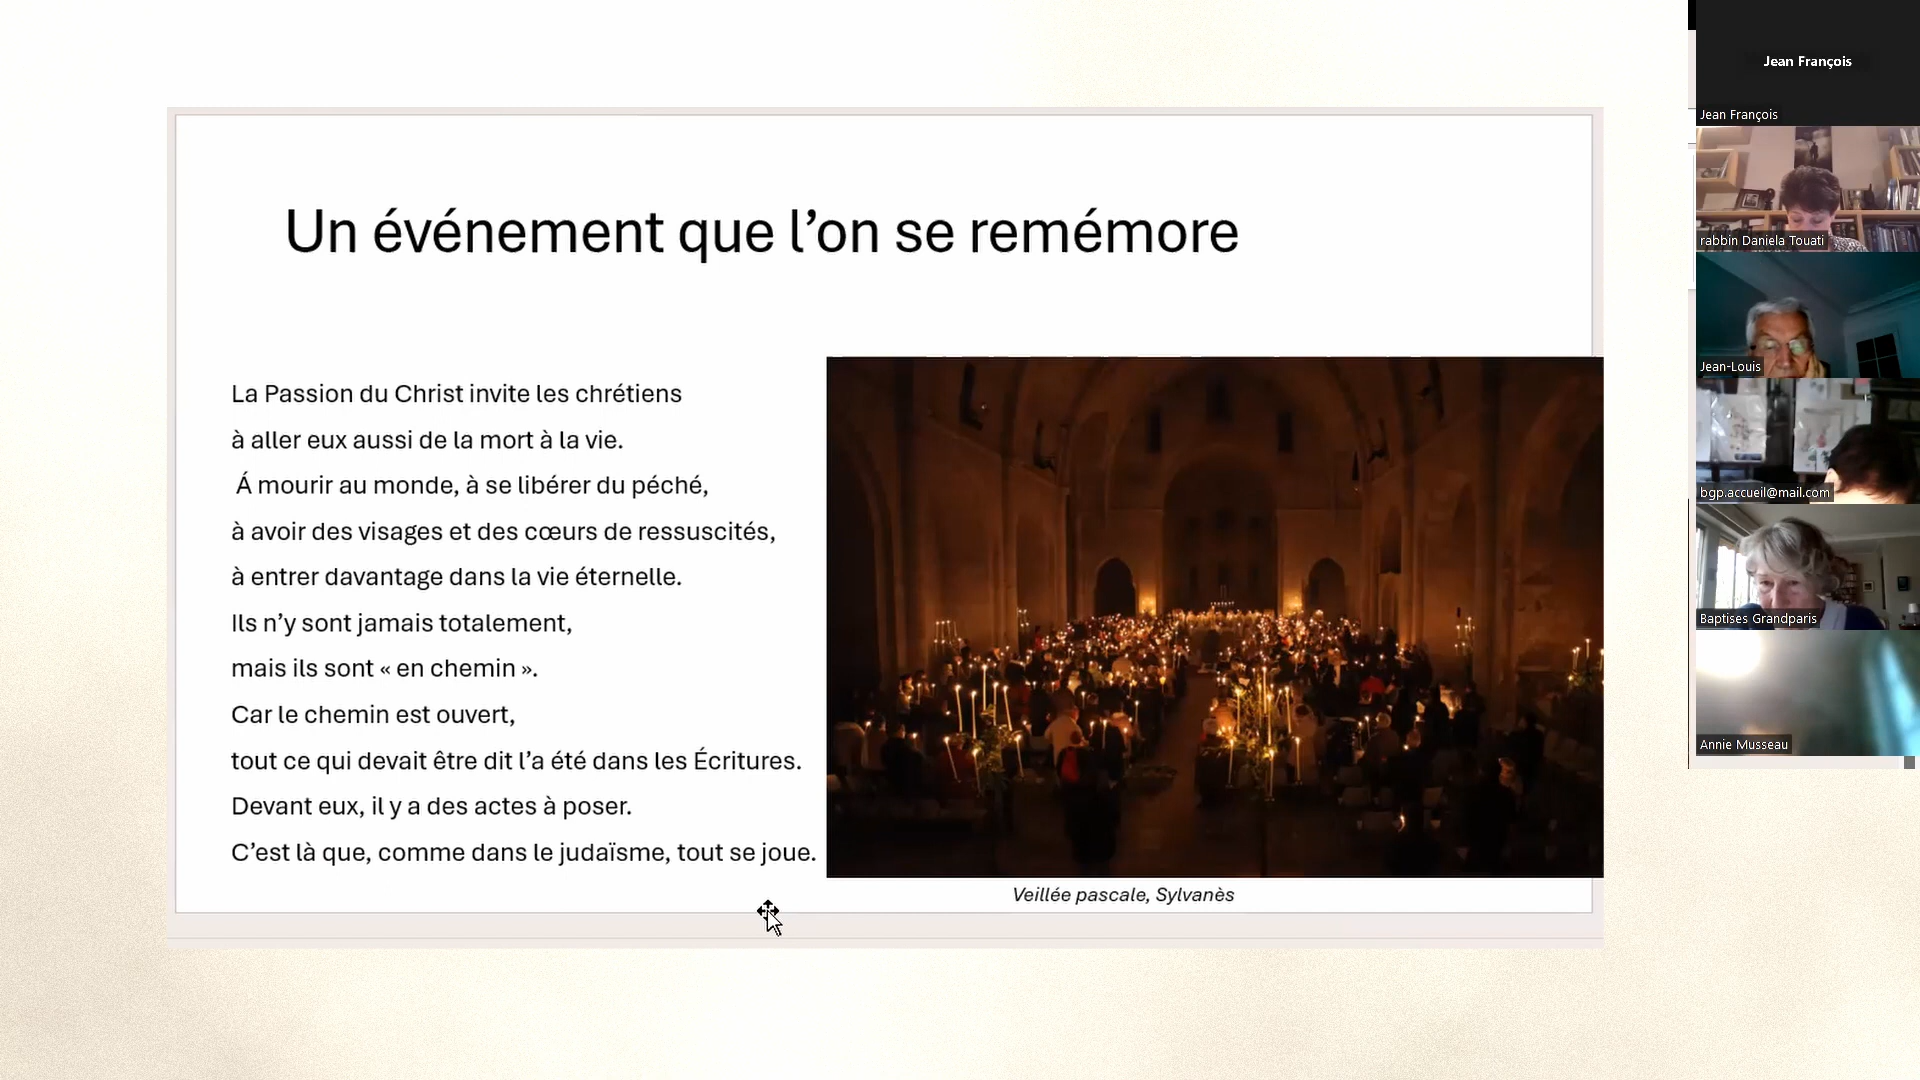 Un événement que l’on se remémore
La Passion du Christ invite les chrétiens
à aller eux aussi de la mort à la vie.
Á mourir au monde, à se libérer du péché,
à avoir des visages et des cœurs de ressuscités,
à entrer davantage dans la vie éternelle.
Ils n’y sont jamais totalement,
mais ils sont « en chemin ».
Car le chemin est ouvert,
tout ce qui devait être dit l’a été dans les Écritures.
Devant eux, il y a des actes à poser.
C’est là que, comme dans le judaïsme, tout se joue.
Veillée pascale, Sylvanès
Jean François
Jean François
rabbin Daniela Touati
Jean-Louis
bgp.accueil@mail.com
Baptises Grandparis
Annie Musseau